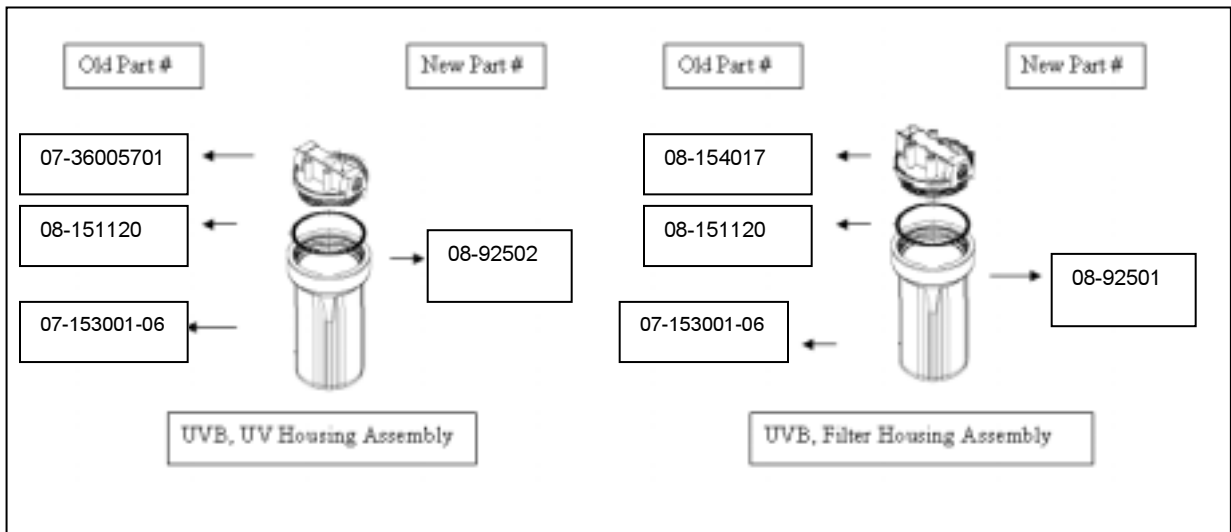 Old Part #
New Part #
07-36005701
08-151120
07-153001-06
08-92502
UVB, UV Housing Assembly
Old Part #
New Part #
08-154017
08-151120
07-153001-06
08-92501
UVB, Filter Housing Assembly